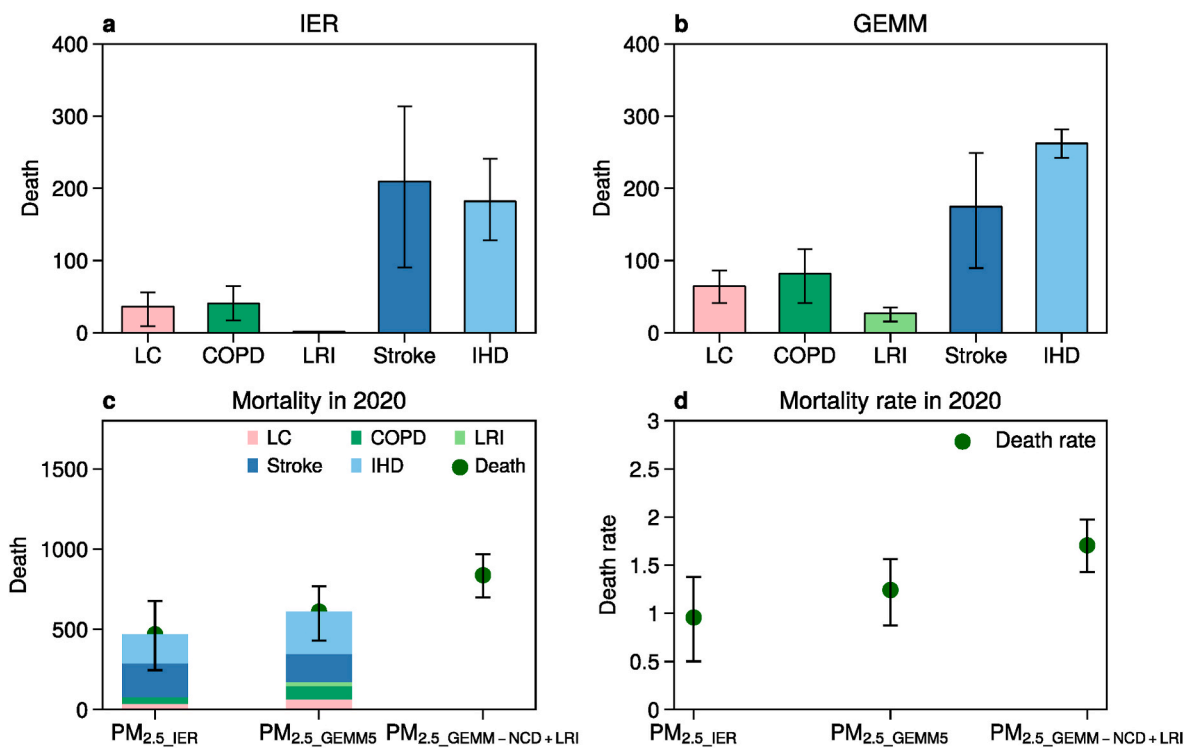 a IER
400
300
200
100
0
Death
LC COPD LRI Stroke IHD
b GEMM
400
300
200
100
0
Death
LC COPD LRI Stroke IHD
c Mortality in 2020
LC COPD LRI
Stroke IHD Death
1500
1000
500
0
Death
PM2.5_IER PM2.5_GEMM5 PM2.5_GEMM – NCD + LRI
d Mortality rate in 2020
Death rate
3
2.5
2
1.5
1
0.5
0
Death rate
PM2.5_IER PM2.5_GEMM5 PM2.5_GEMM – NCD + LRI